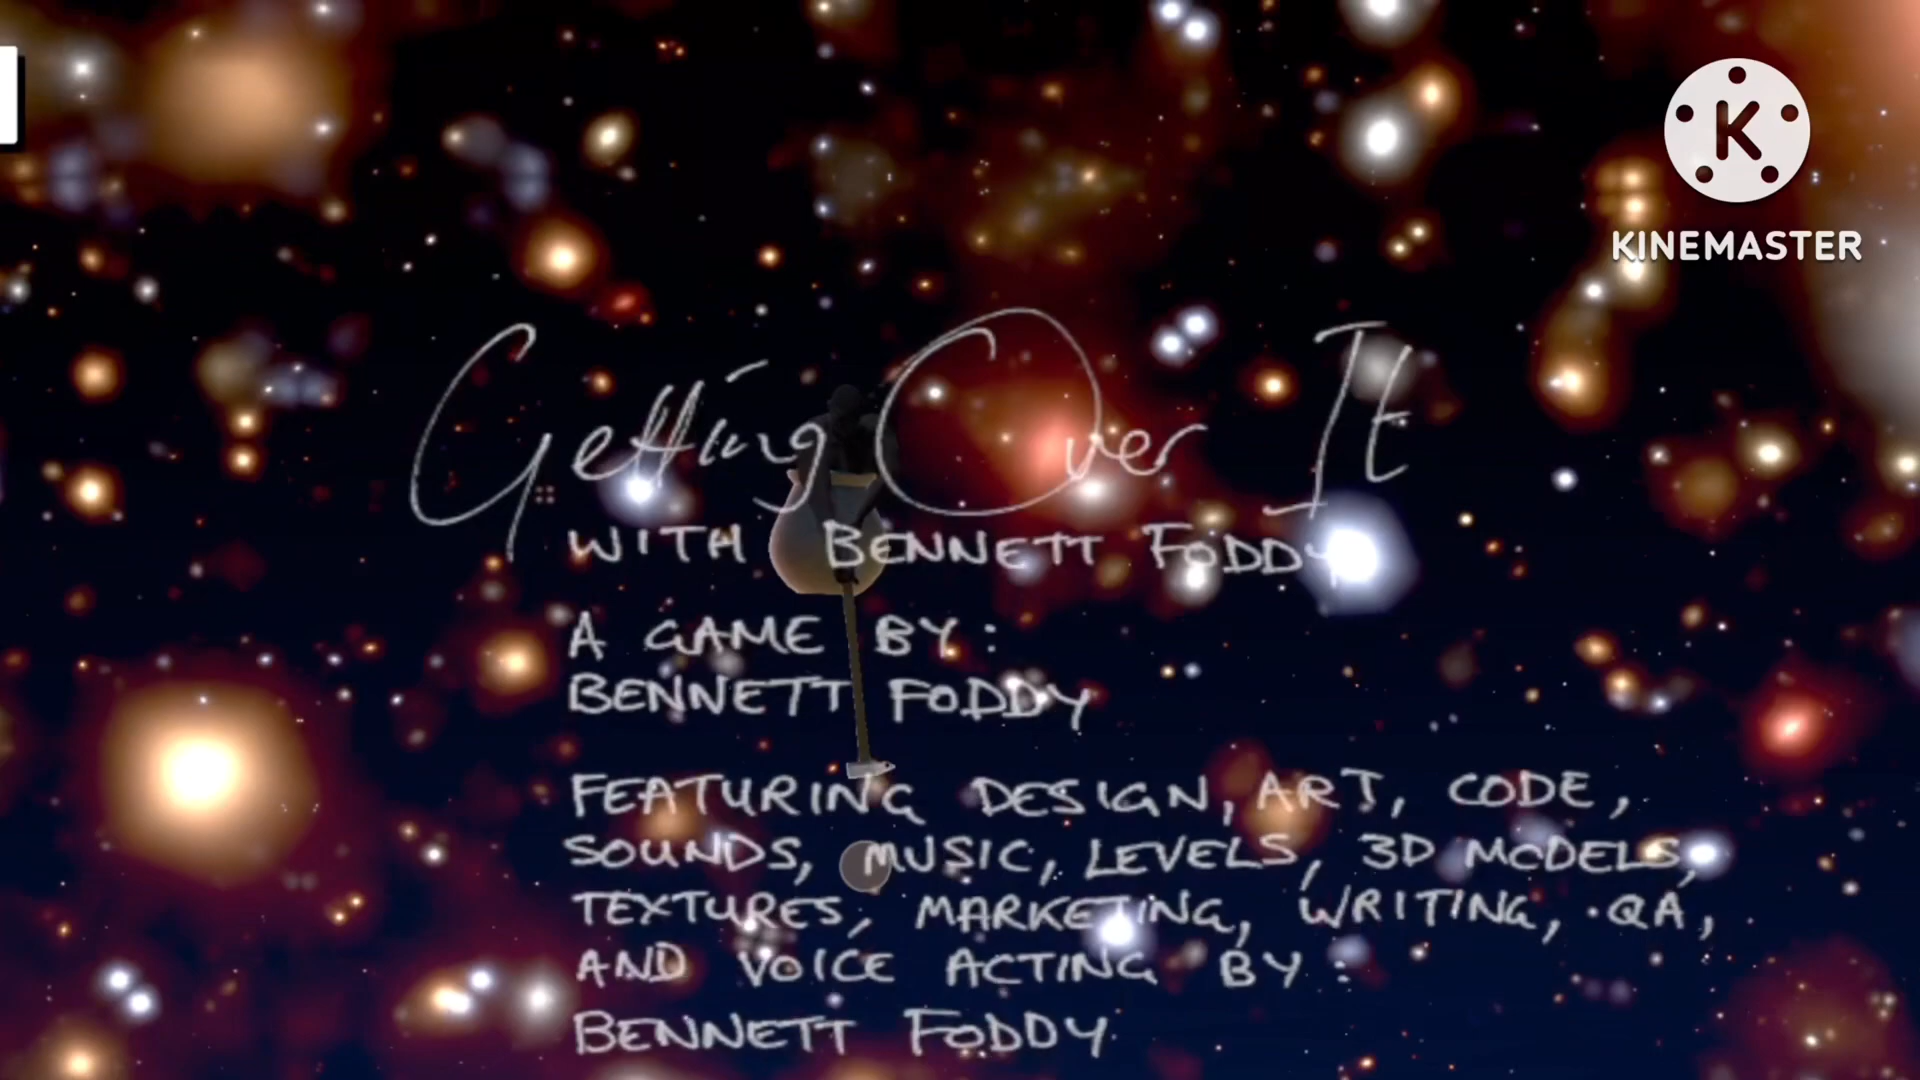 K
KINEMASTER
Getting Over It
WITH BENNETT FODDY
A GAME BY:
BENNETT FODDY
FEATURING DESIGN, ART, CODE,
SOUNDS, MUSIC, LEVELS, 3D MODELS,
TEXTURES, MARKETING, WRITING, QA,
AND VOICE ACTING BY:
BENNETT FODDY